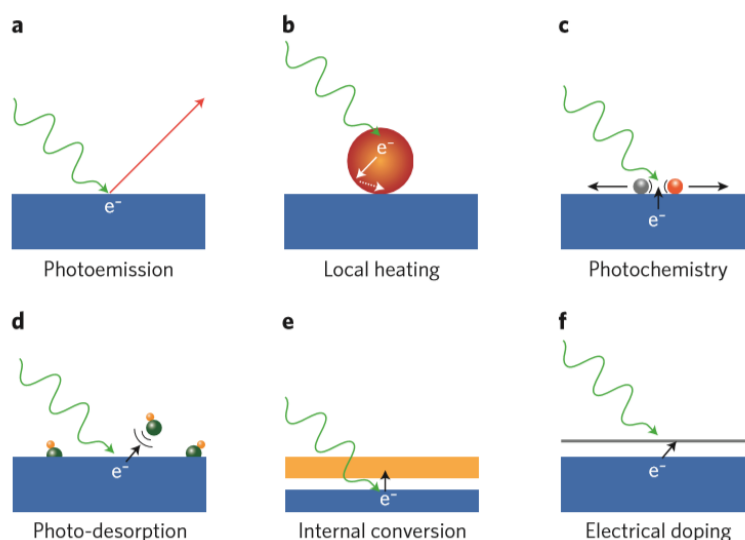 a
b
c
e⁻
e⁻
e⁻
Photoemission
Local heating
Photochemistry
d
e
f
e⁻
e⁻
e⁻
Photo-desorption
Internal conversion
Electrical doping